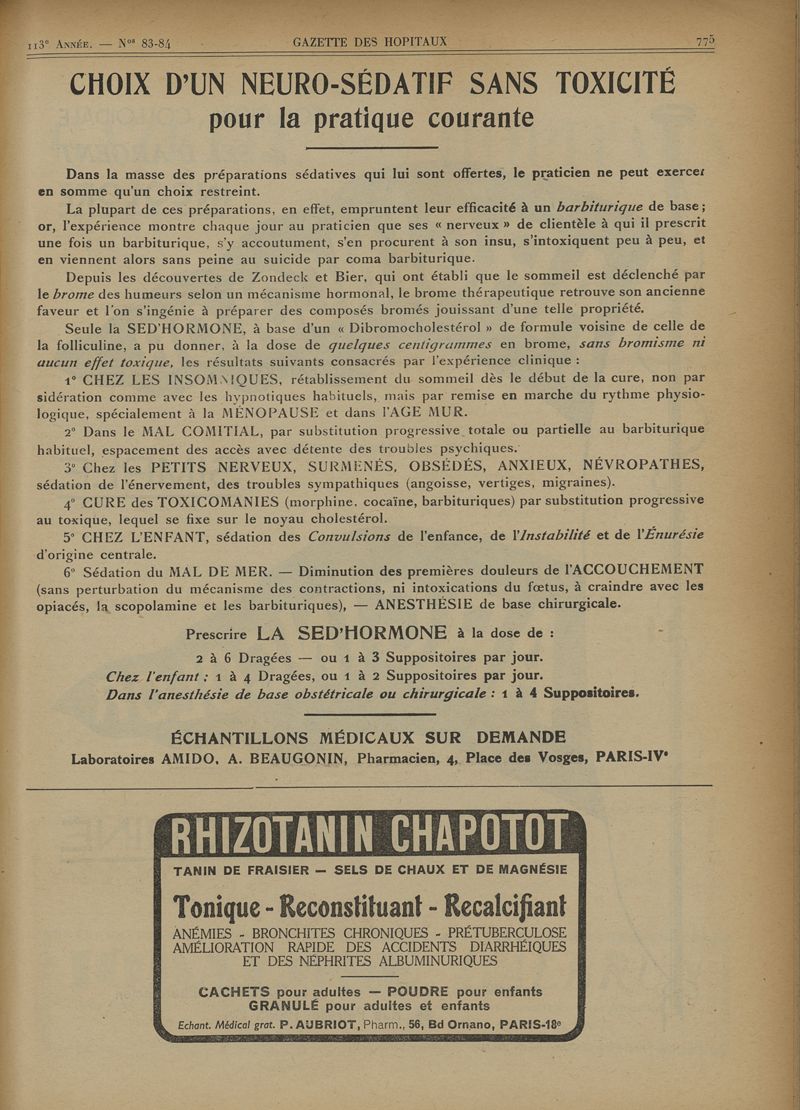 113e ANNÉE. — Nos 83-84 GAZETTE DES HOPITAUX 775
CHOIX D'UN NEURO-SÉDATIF SANS TOXICITÉ
pour la pratique courante
Dans la masse des préparations sédatives qui lui sont offertes, le praticien ne peut exercer
en somme qu'un choix restreint.
La plupart de ces préparations, en effet, empruntent leur efficacité à un barbiturique de base ;
or, l'expérience montre chaque jour au praticien que ses « nerveux » de clientèle à qui il prescrit
une fois un barbiturique, s'y accoutument, s'en procurent à son insu, s'intoxiquent peu à peu, et
en viennent alors sans peine au suicide par coma barbiturique.
Depuis les découvertes de Zondeck et Bier, qui ont établi que le sommeil est déclenché par
le brome des humeurs selon un mécanisme hormonal, le brome thérapeutique retrouve son ancienne
faveur et l'on s'ingénie à préparer des composés bromés jouissant d'une telle propriété.
Seule la SED'HORMONE, à base d'un « Dibromocholestérol » de formule voisine de celle de
la folliculine, a pu donner, à la dose de quelques centigrammes en brome, sans bromisme ni
aucun effet toxique, les résultats suivants consacrés par l'expérience clinique :
1° CHEZ LES INSOMNIQUES, rétablissement du sommeil dès le début de la cure, non par
sidération comme avec les hypnotiques habituels, mais par remise en marche du rythme physio-
logique, spécialement à la MÉNOPAUSE et dans l'AGE MUR.
2° Dans le MAL COMITIAL, par substitution progressive totale ou partielle au barbiturique
habituel, espacement des accès avec détente des troubles psychiques.
3° Chez les PETITS NERVEUX, SURMENÉS, OBSÉDÉS, ANXIEUX, NÉVROPATHES,
sédation de l'énervement, des troubles sympathiques (angoisse, vertiges, migraines).
4° CURE des TOXICOMANIES (morphine, cocaïne, barbituriques) par substitution progressive
au toxique, lequel se fixe sur le noyau cholestérol.
5° CHEZ L'ENFANT, sédation des Convulsions de l'enfance, de l'Instabilité et de l'Énurésie
d'origine centrale.
6° Sédation du MAL DE MER. — Diminution des premières douleurs de l'ACCOUCHEMENT
(sans perturbation du mécanisme des contractions, ni intoxications du fœtus, à craindre avec les
opiacés, la scopolamine et les barbituriques), — ANESTHÉSIE de base chirurgicale.
Prescrire LA SED'HORMONE à la dose de :
2 à 6 Dragées — ou 1 à 3 Suppositoires par jour.
Chez l'enfant : 1 à 4 Dragées, ou 1 à 2 Suppositoires par jour.
Dans l'anesthésie de base obstétricale ou chirurgicale : 1 à 4 Suppositoires.
ÉCHANTILLONS MÉDICAUX SUR DEMANDE
Laboratoires AMIDO, A. BEAUGONIN, Pharmacien, 4, Place des Vosges, PARIS-IVe
RHIZOTANIN CHAPOTOT
TANIN DE FRAISIER — SELS DE CHAUX ET DE MAGNÉSIE
Tonique - Reconstituant - Recalcifiant
ANÉMIES - BRONCHITES CHRONIQUES - PRÉTUBERCULOSE
AMÉLIORATION RAPIDE DES ACCIDENTS DIARRHÉIQUES
ET DES NÉPHRITES ALBUMINURIQUES
CACHETS pour adultes — POUDRE pour enfants
GRANULÉ pour adultes et enfants
Echant. Médical grat. P. AUBRIOT, Pharm., 56, Bd Ornano, PARIS-18e